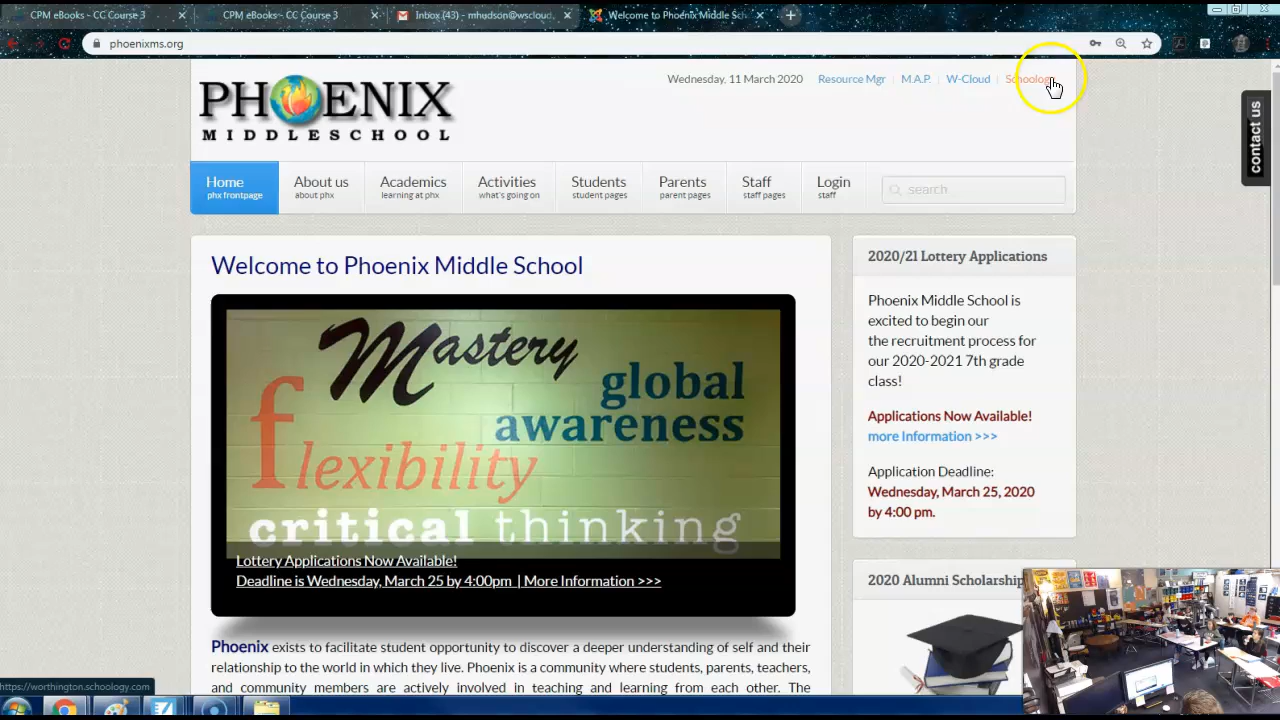 CPM eBooks - CC Course 3
CPM eBooks - CC Course 3
Inbox (43) - mhudson@wscloud
Welcome to Phoenix Middle Sch
phoenixms.org
Wednesday, 11 March 2020 Resource Mgr M.A.P. W-Cloud Schoology
PHOENIX
MIDDLESCHOOL
contact us
Home About us Academics Activities Students Parents Staff Login
phx frontpage about phx learning at phx what's going on student pages parent pages staff pages staff
search
Welcome to Phoenix Middle School
Mastery
global
awareness
flexibility
critical thinking
Lottery Applications Now Available!
Deadline is Wednesday, March 25 by 4:00pm | More Information >>>
Phoenix exists to facilitate student opportunity to discover a deeper understanding of self and their
relationship to the world in which they live. Phoenix is a community where students, parents, teachers,
and community members are actively involved in teaching and learning from each other. The
2020/21 Lottery Applications
Phoenix Middle School is
excited to begin our
the recruitment process for
our 2020-2021 7th grade
class!
Applications Now Available!
more Information >>>
Application Deadline:
Wednesday, March 25, 2020
by 4:00 pm.
2020 Alumni Scholarship
https://worthington.schoology.com